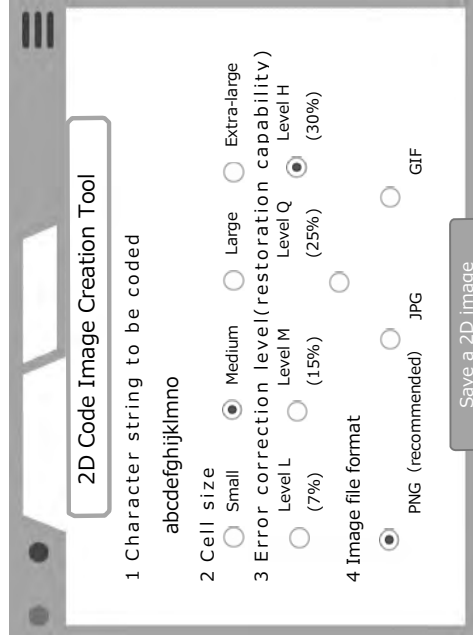 2D Code Image Creation Tool
1 Character string to be coded
abcdefghijklmno
2 Cell size
Small Medium Large Extra-large
3 Error correction level(restoration capability)
Level L Level M Level Q Level H
(7%) (15%) (25%) (30%)
4 Image file format
PNG (recommended) JPG GIF
Save a 2D image